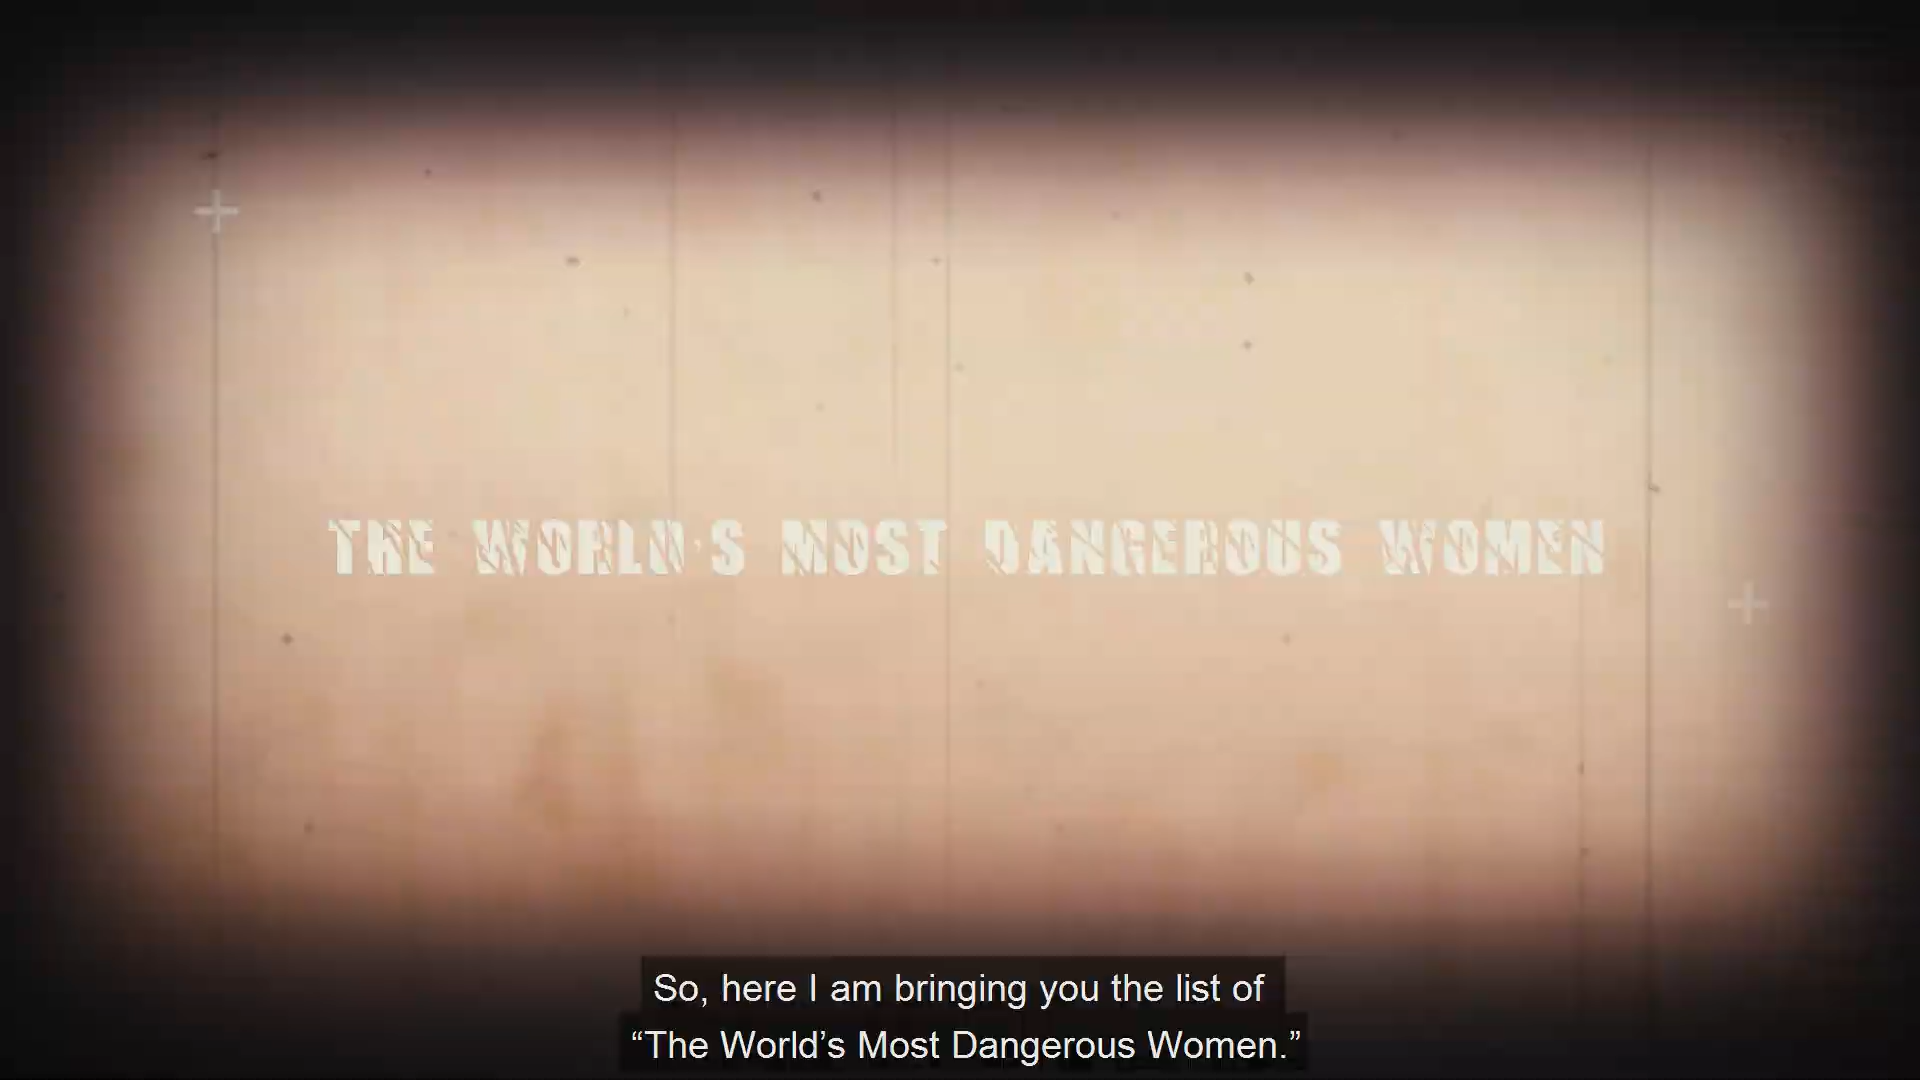 THE WORLD'S MOST DANGEROUS WOMEN
So, here I am bringing you the list of
“The World’s Most Dangerous Women.”